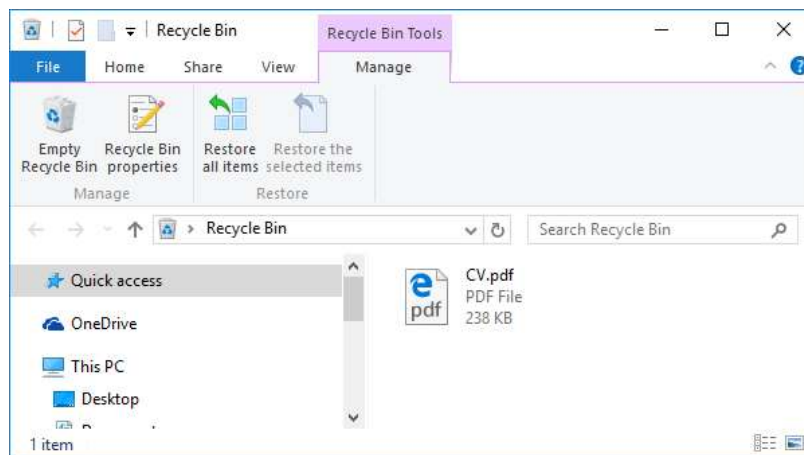 Recycle Bin
Recycle Bin Tools
File Home Share View Manage
?
Empty Recycle Bin
Recycle Bin properties
Restore all items
Restore the selected items
Manage
Restore
Recycle Bin
Search Recycle Bin
Quick access
OneDrive
This PC
Desktop
pdf
CV.pdf
PDF File
238 KB
1 item